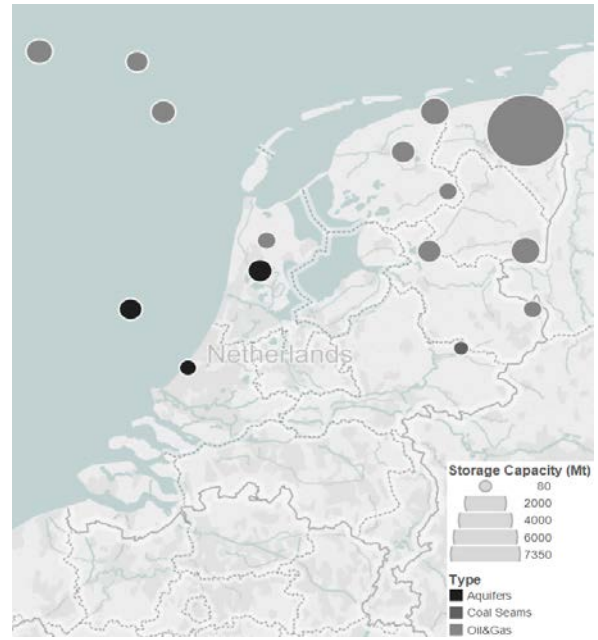 Netherlands
Storage Capacity (Mt)
80
2000
4000
6000
7350
Type
Aquifers
Coal Seams
Oil&Gas